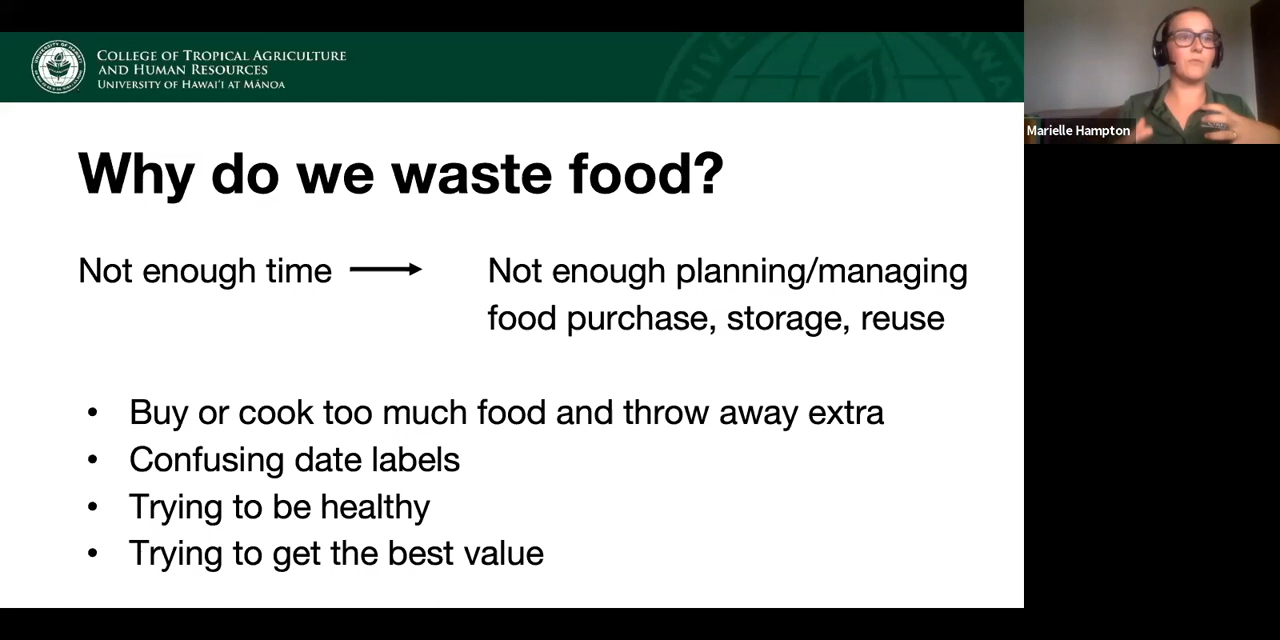 COLLEGE OF TROPICAL AGRICULTURE
AND HUMAN RESOURCES
UNIVERSITY OF HAWAIʻI AT MĀNOA
Marielle Hampton
Why do we waste food?
Not enough time
Not enough planning/managing
food purchase, storage, reuse
• Buy or cook too much food and throw away extra
• Confusing date labels
• Trying to be healthy
• Trying to get the best value